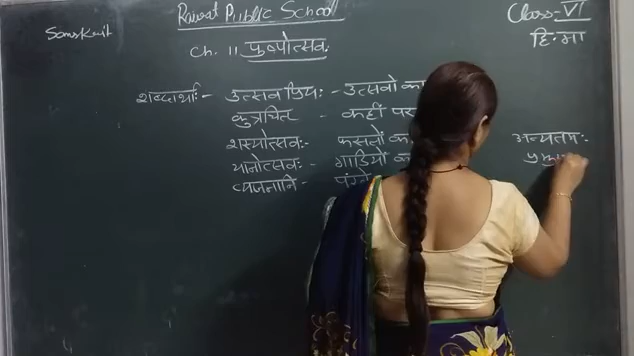 Rawat Public School
Class- VI
Sanskrit
हि. मा
Ch. 11 पुष्पोत्सवः
शब्दार्थाः- उत्सवप्रियः - उत्सवो का
कुत्रचित - कहीं पर
शस्योत्सवः- फसलों का
यानोत्सवः - गाडियों का
व्यजनानि - पंखे
अन्यतमः-